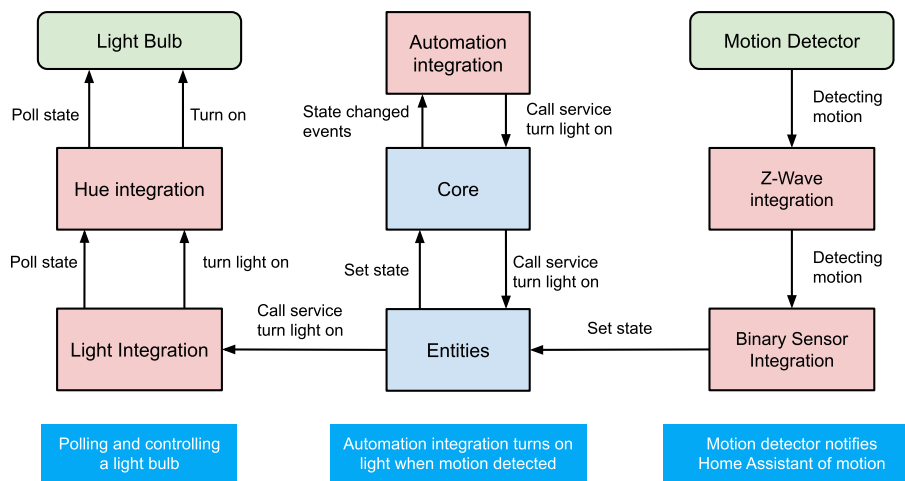 Light Bulb
Poll state
Turn on
Hue integration
Poll state
turn light on
Light Integration
Call service
turn light on
Polling and controlling
a light bulb
Automation
integration
State changed
events
Call service
turn light on
Core
Set state
Call service
turn light on
Entities
Set state
Automation integration turns on
light when motion detected
Motion Detector
Detecting
motion
Z-Wave
integration
Detecting
motion
Binary Sensor
Integration
Motion detector notifies
Home Assistant of motion